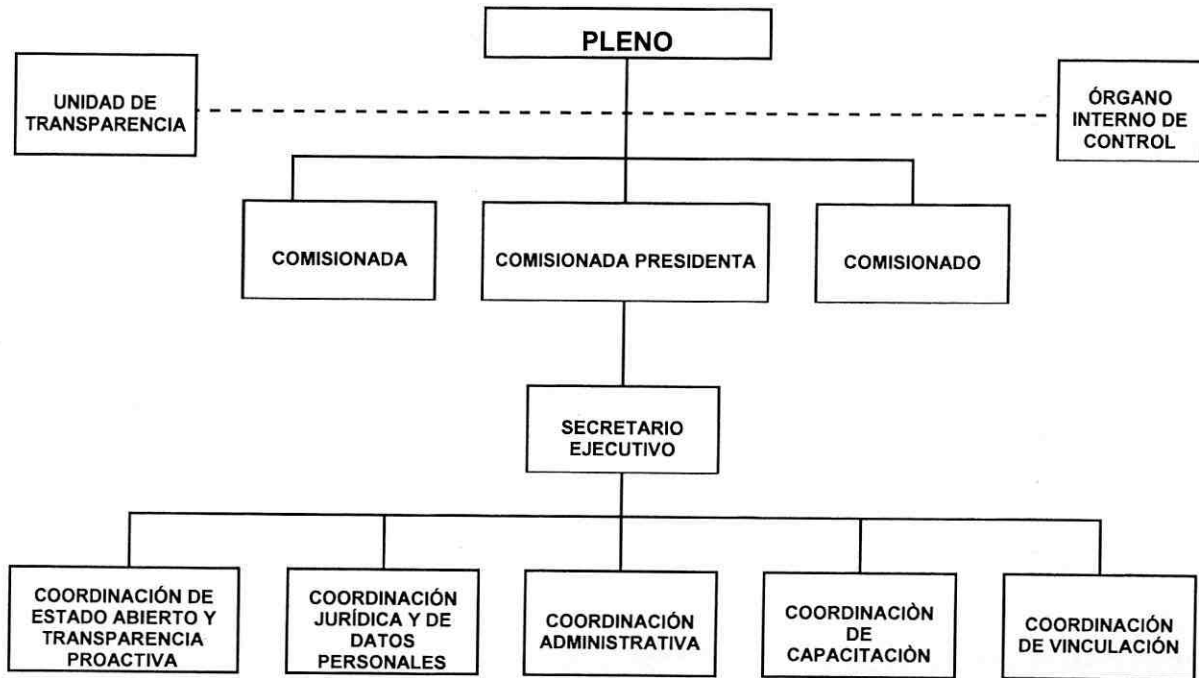 PLENO
UNIDAD DE
TRANSPARENCIA
ÓRGANO
INTERNO DE
CONTROL
COMISIONADA
COMISIONADA PRESIDENTA
COMISIONADO
SECRETARIO
EJECUTIVO
COORDINACIÓN DE
ESTADO ABIERTO Y
TRANSPARENCIA
PROACTIVA
COORDINACIÓN
JURÍDICA Y DE
DATOS
PERSONALES
COORDINACIÓN
ADMINISTRATIVA
COORDINACIÒN
DE
CAPACITACIÒN
COORDINACIÓN
DE VINCULACIÓN